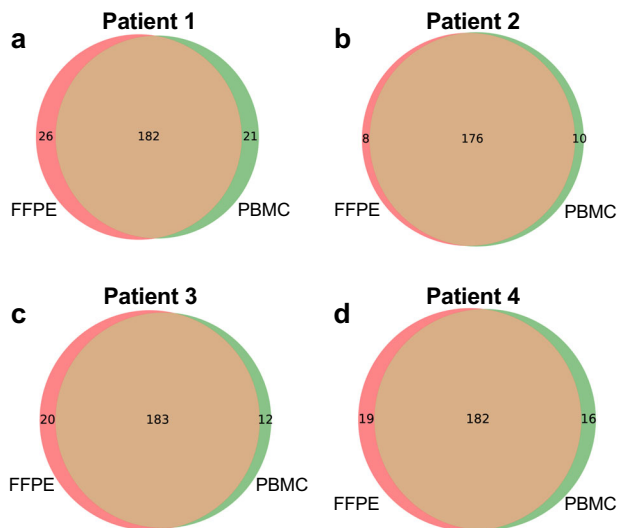 a
Patient 1
26
182
21
FFPE
PBMC
b
Patient 2
8
176
10
FFPE
PBMC
c
Patient 3
20
183
12
FFPE
PBMC
d
Patient 4
19
182
16
FFPE
PBMC